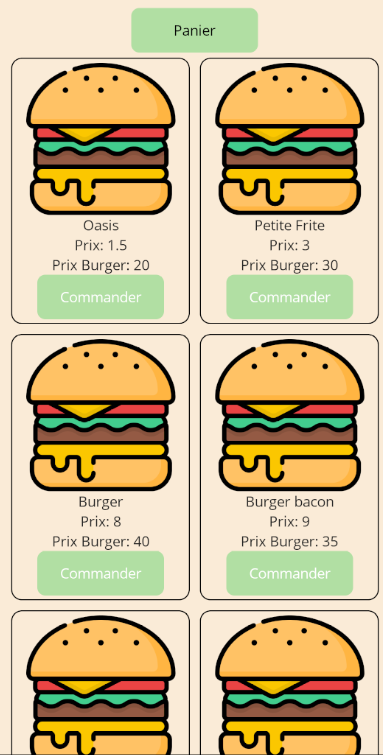 Panier
Oasis
Prix: 1.5
Prix Burger: 20
Commander
Petite Frite
Prix: 3
Prix Burger: 30
Commander
Burger
Prix: 8
Prix Burger: 40
Commander
Burger bacon
Prix: 9
Prix Burger: 35
Commander